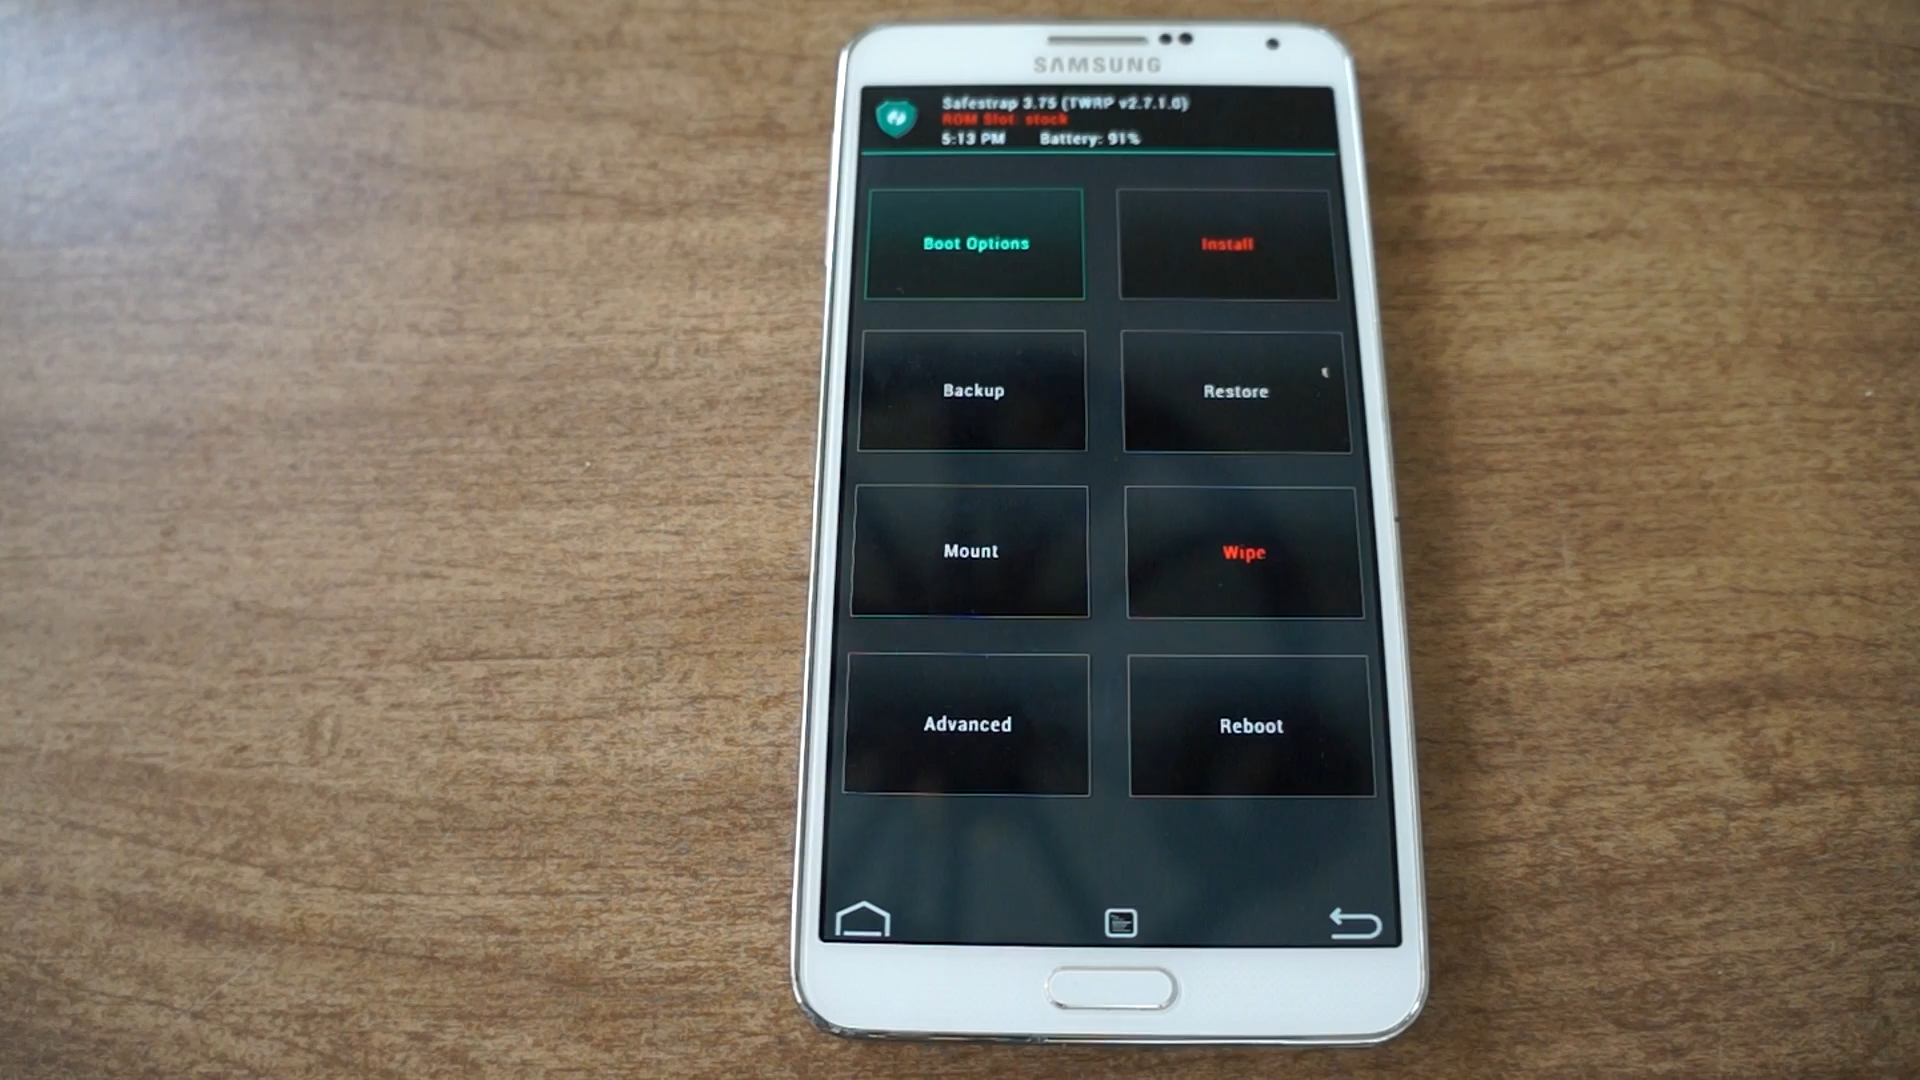 SAMSUNG
Safestrap 3.75 (TWRP v2.7.1.0)
ROM Slot: stock
5:13 PM Battery: 91%
Boot Options
Install
Backup
Restore
Mount
Wipe
Advanced
Reboot